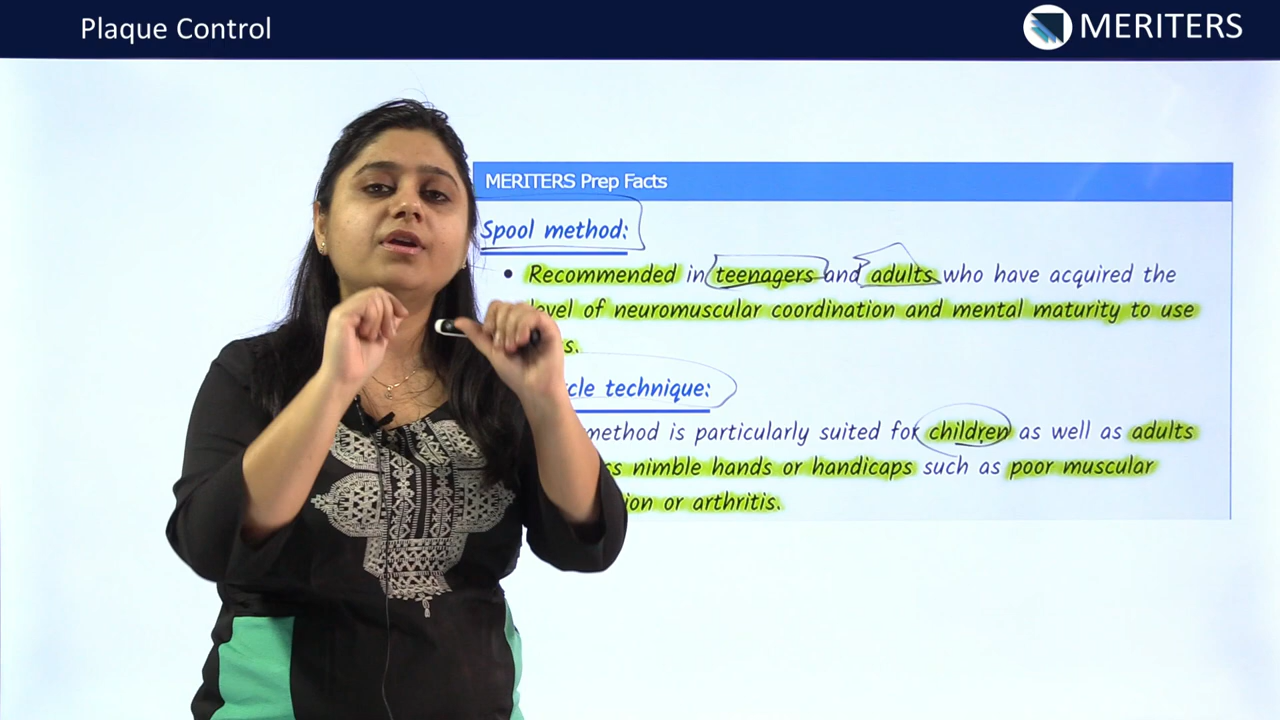 Plaque Control
MERITERS
MERITERS Prep Facts
Spool method:
• Recommended in teenagers and adults who have acquired the
level of neuromuscular coordination and mental maturity to use
technique:
method is particularly suited for children as well as adults
nimble hands or handicaps such as poor muscular
or arthritis.